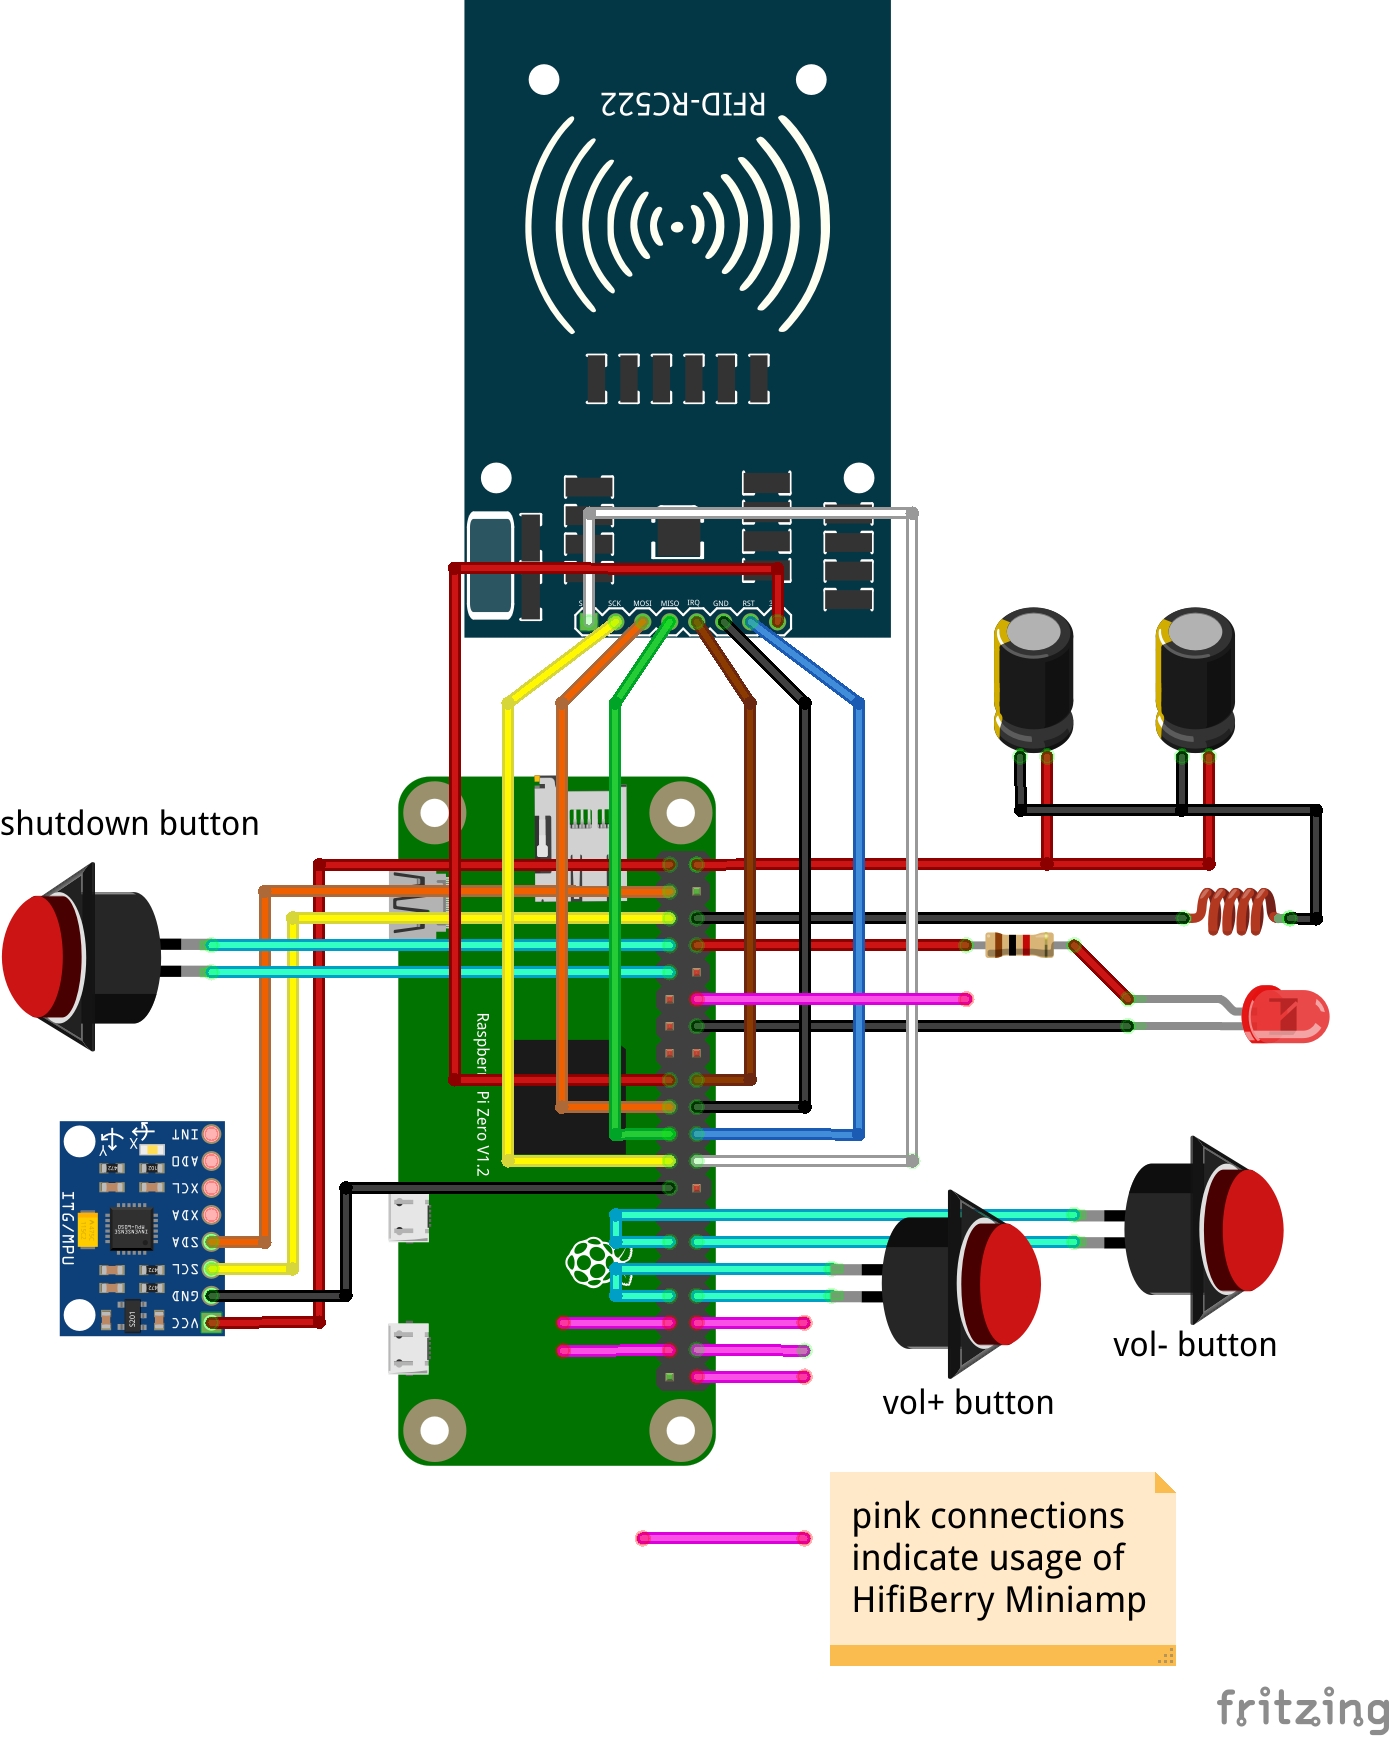 RFID-RC522
SCK MOSI MISO IRQ GND RST
shutdown button
Raspberr Pi Zero V1.2
ITG/MPU
X
Y
INT
ADO
XCL
XDA
SDA
SCL
GND
VCC
vol- button
vol+ button
pink connections
indicate usage of
HifiBerry Miniamp
fritzing